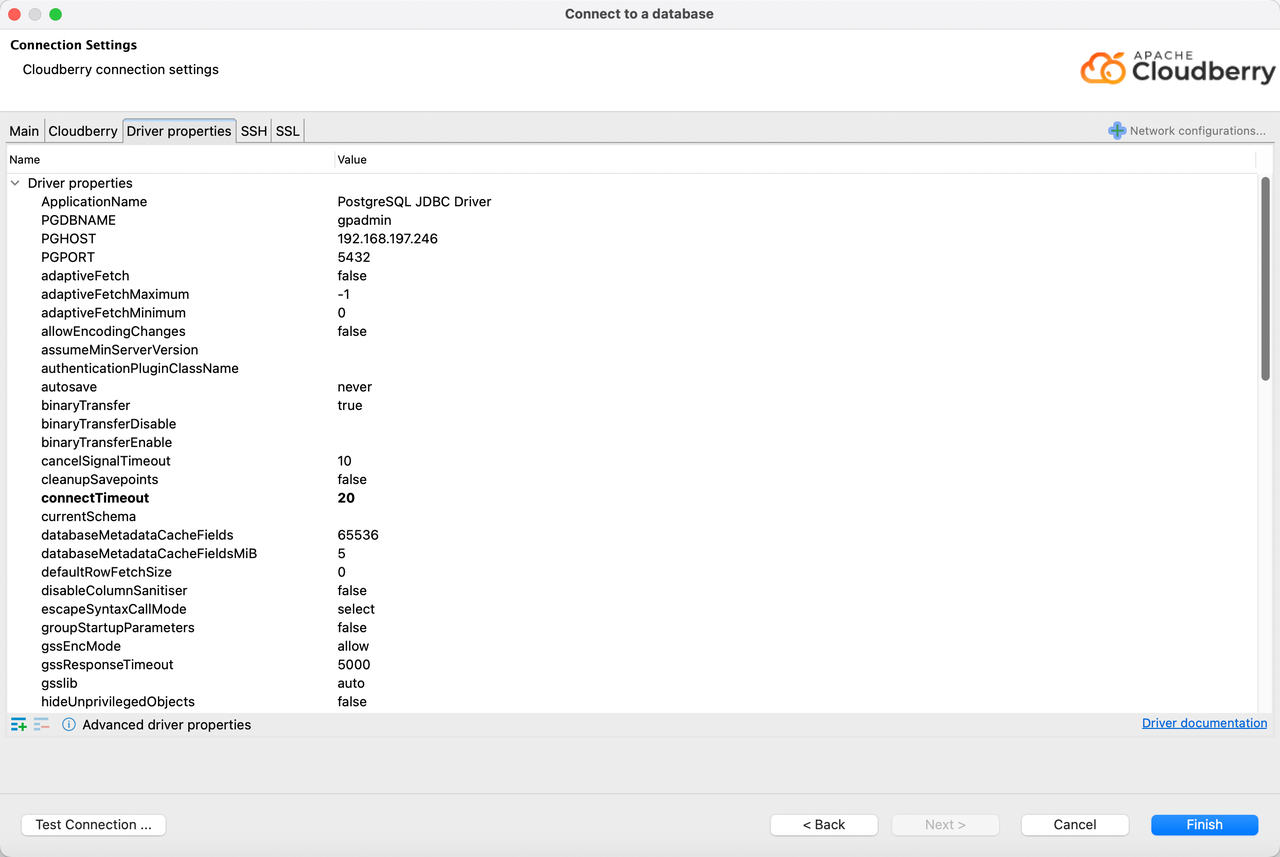 Connect to a database
Connection Settings
Cloudberry connection settings
APACHE
Cloudberry
Main Cloudberry Driver properties SSH SSL Network configurations...
Name Value
Driver properties
ApplicationName PostgreSQL JDBC Driver
PGDBNAME gpadmin
PGHOST 192.168.197.246
PGPORT 5432
adaptiveFetch false
adaptiveFetchMaximum -1
adaptiveFetchMinimum 0
allowEncodingChanges false
assumeMinServerVersion
authenticationPluginClassName
autosave never
binaryTransfer true
binaryTransferDisable
binaryTransferEnable
cancelSignalTimeout 10
cleanupSavepoints false
connectTimeout 20
currentSchema
databaseMetadataCacheFields 65536
databaseMetadataCacheFieldsMiB 5
defaultRowFetchSize 0
disableColumnSanitiser false
escapeSyntaxCallMode select
groupStartupParameters false
gssEncMode allow
gssResponseTimeout 5000
gsslib auto
hideUnprivilegedObjects false
Advanced driver properties Driver documentation
Test Connection ... < Back Next > Cancel Finish